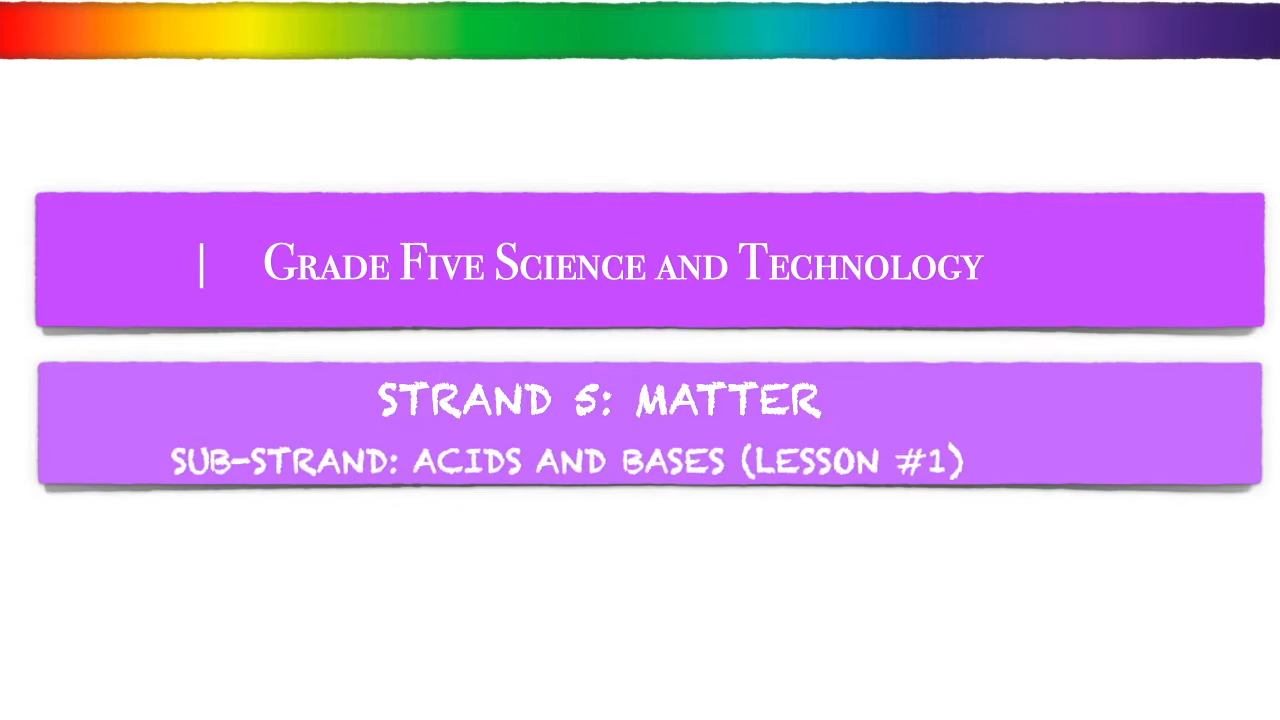 | Grade Five Science and Technology
STRAND 5: MATTER
SUB-STRAND: ACIDS AND BASES (LESSON #1)